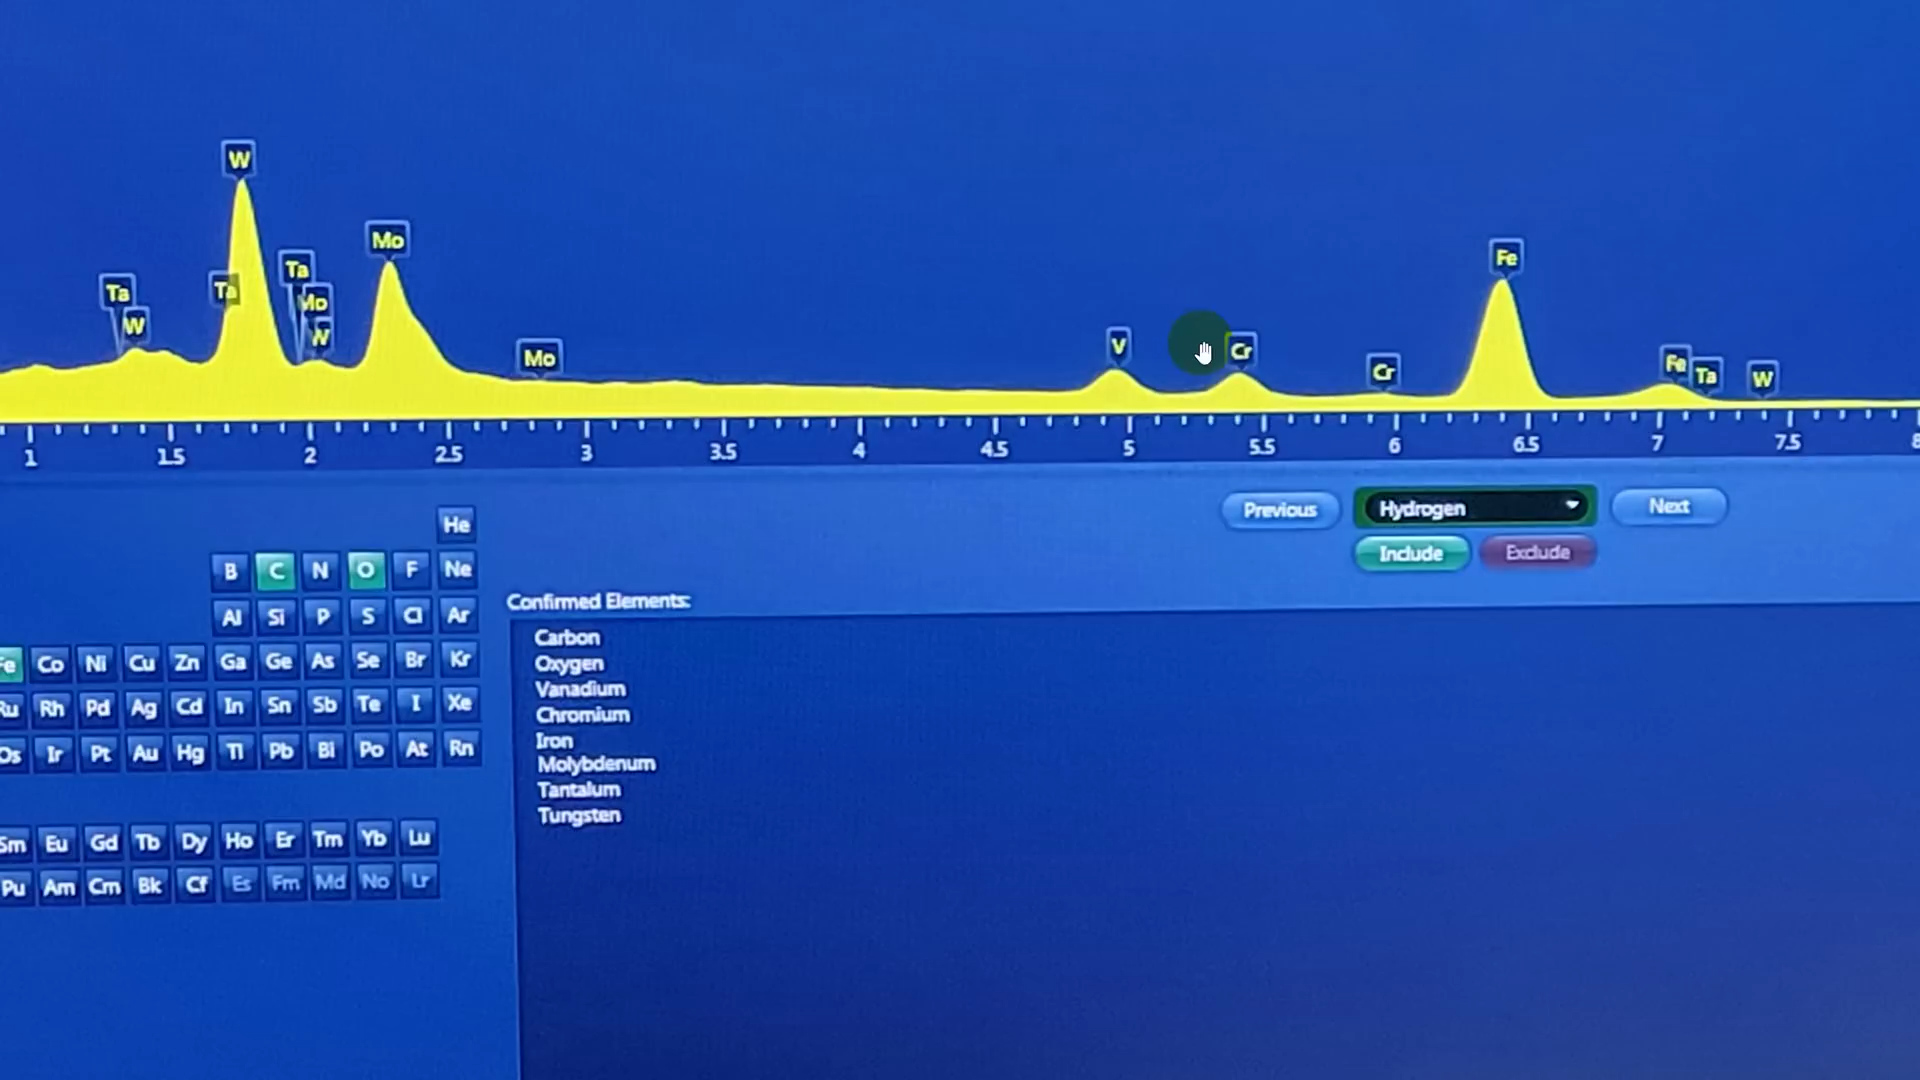 W
Mo
Fe
Ta
Ta
Ta
Mo
W
W
Mo
V
Cr
Cr
Fe
Ta
W
1 1.5 2 2.5 3 3.5 4 4.5 5 5.5 6 6.5 7 7.5 8
Previous Hydrogen Next
Include Exclude
He
B C N O F Ne
Al Si P S Cl Ar
Fe Co Ni Cu Zn Ga Ge As Se Br Kr
Ru Rh Pd Ag Cd In Sn Sb Te I Xe
Os Ir Pt Au Hg Tl Pb Bi Po At Rn
Sm Eu Gd Tb Dy Ho Er Tm Yb Lu
Pu Am Cm Bk Cf Es Fm Md No Lr
Confirmed Elements:
Carbon
Oxygen
Vanadium
Chromium
Iron
Molybdenum
Tantalum
Tungsten